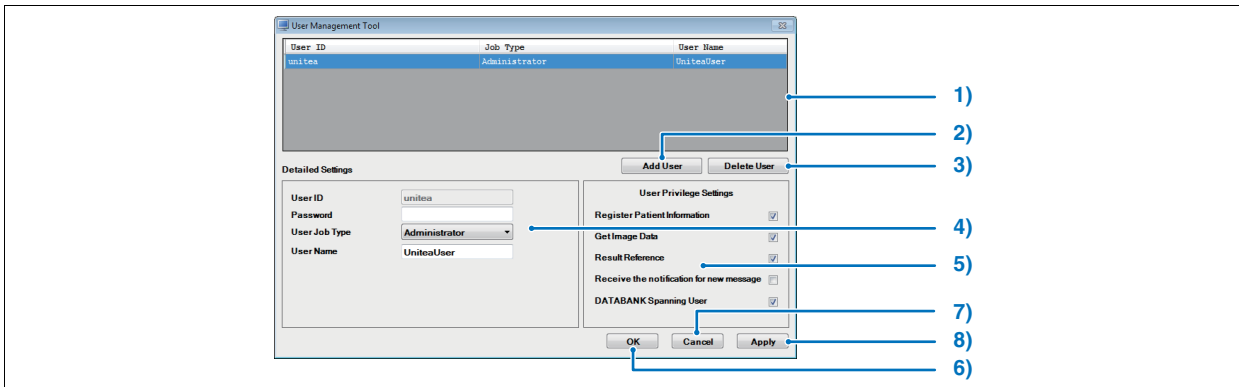 User Management Tool
User ID Job Type User Name
unitea Administrator UniteaUser
1)
2)
Add User Delete User
3)
Detailed Settings
User ID unitea
Password
User Job Type Administrator
User Name UniteaUser
4)
User Privilege Settings
Register Patient Information
Get Image Data
Result Reference
Receive the notification for new message
DATABANK Spanning User
5)
7)
OK Cancel Apply
8)
6)